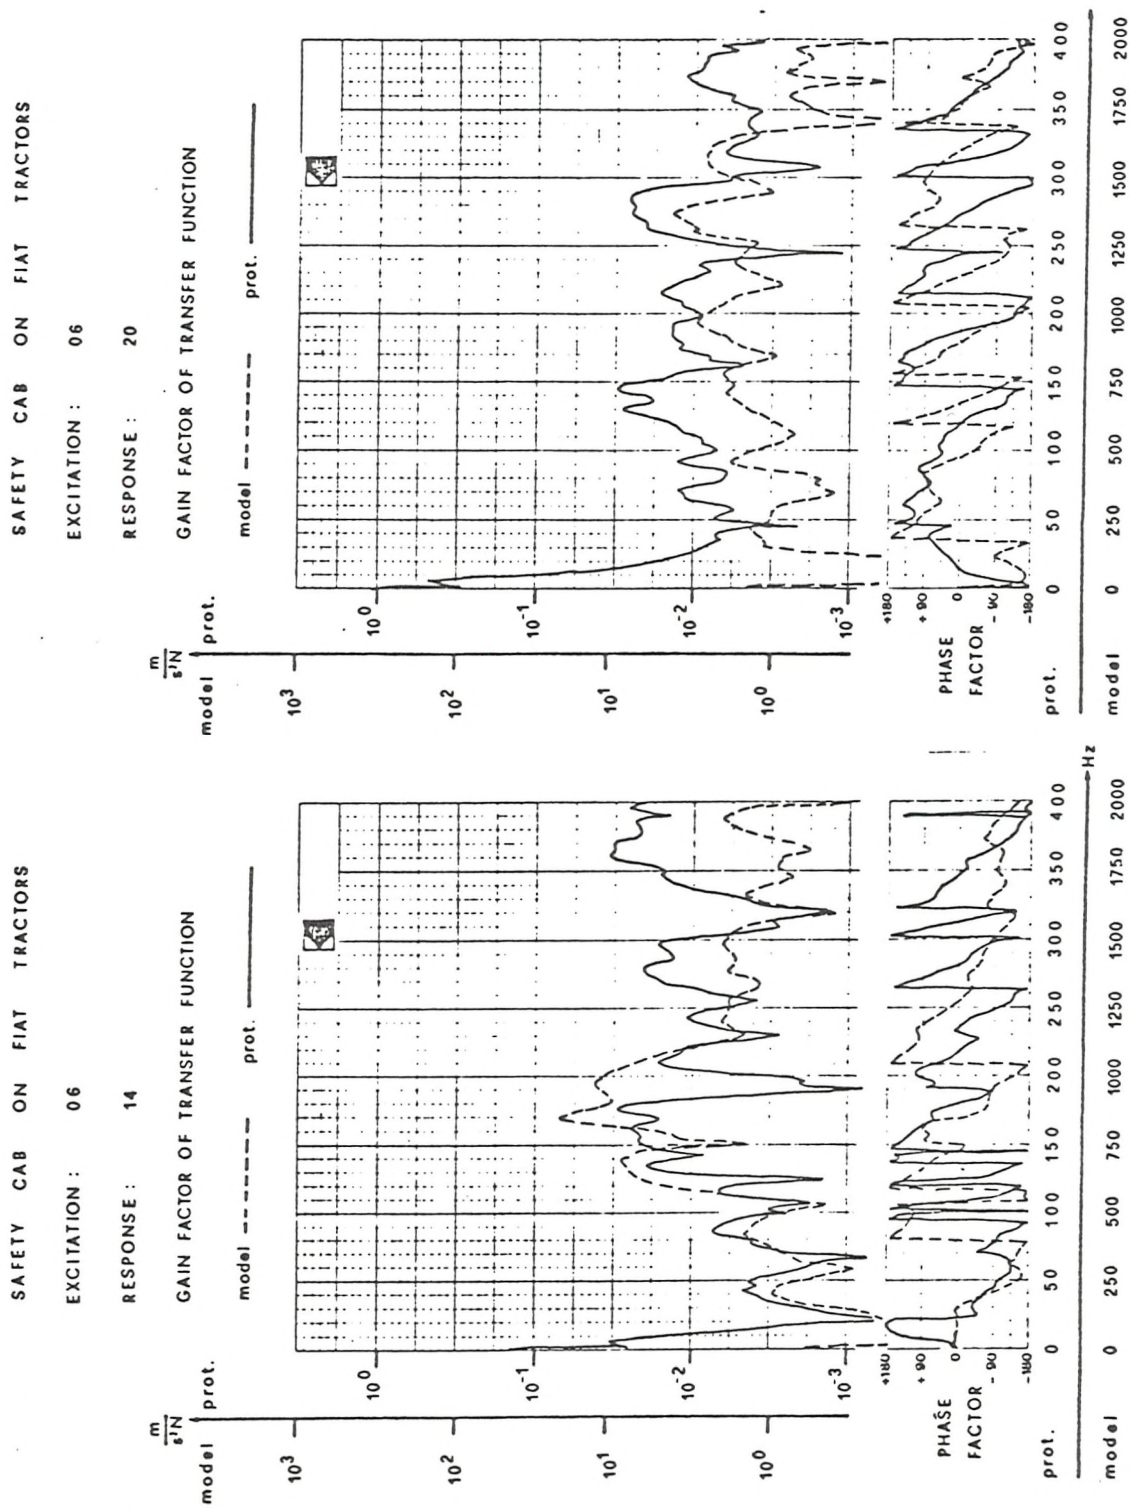 SAFETY CAB ON FIAT TRACTORS
EXCITATION : 06
RESPONSE : 14
GAIN FACTOR OF TRANSFER FUNCTION
model ------ prot. ——
m/s²N
model prot.
10³
10² 10⁰
10¹ 10⁻¹
10⁰ 10⁻²
10⁻³
PHASE FACTOR
+180
+90
0
-90
-180
prot. 0 50 100 150 200 250 300 350 400
Hz
model 0 250 500 750 1000 1250 1500 1750 2000
SAFETY CAB ON FIAT TRACTORS
EXCITATION : 06
RESPONSE : 20
GAIN FACTOR OF TRANSFER FUNCTION
model ------ prot. ——
m/s²N
model prot.
10³
10² 10⁰
10¹ 10⁻¹
10⁰ 10⁻²
10⁻³
PHASE FACTOR
+180
+90
0
-90
-180
prot. 0 50 100 150 200 250 300 350 400
model 0 250 500 750 1000 1250 1500 1750 2000